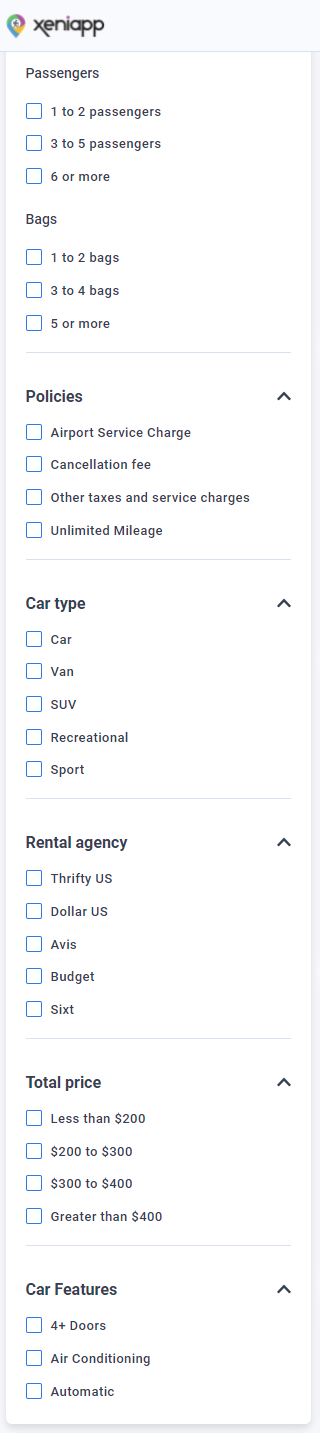 xeniapp
Passengers
1 to 2 passengers
3 to 5 passengers
6 or more
Bags
1 to 2 bags
3 to 4 bags
5 or more
Policies
Airport Service Charge
Cancellation fee
Other taxes and service charges
Unlimited Mileage
Car type
Car
Van
SUV
Recreational
Sport
Rental agency
Thrifty US
Dollar US
Avis
Budget
Sixt
Total price
Less than $200
$200 to $300
$300 to $400
Greater than $400
Car Features
4+ Doors
Air Conditioning
Automatic